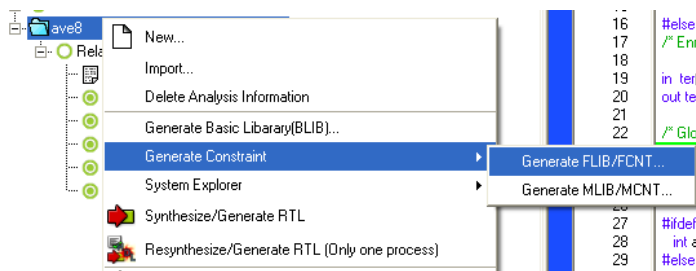 ave8
Rela
New...
Import...
Delete Analysis Information
Generate Basic Libarary(BLIB)...
Generate Constraint
System Explorer
Synthesize/Generate RTL
Resynthesize/Generate RTL (Only one process)
Generate FLIB/FCNT...
Generate MLIB/MCNT...
16 #else
17 /* En
18
19 in ter
20 out te
21
22 /* Glo
27 #ifdef
28 int a
29 #else